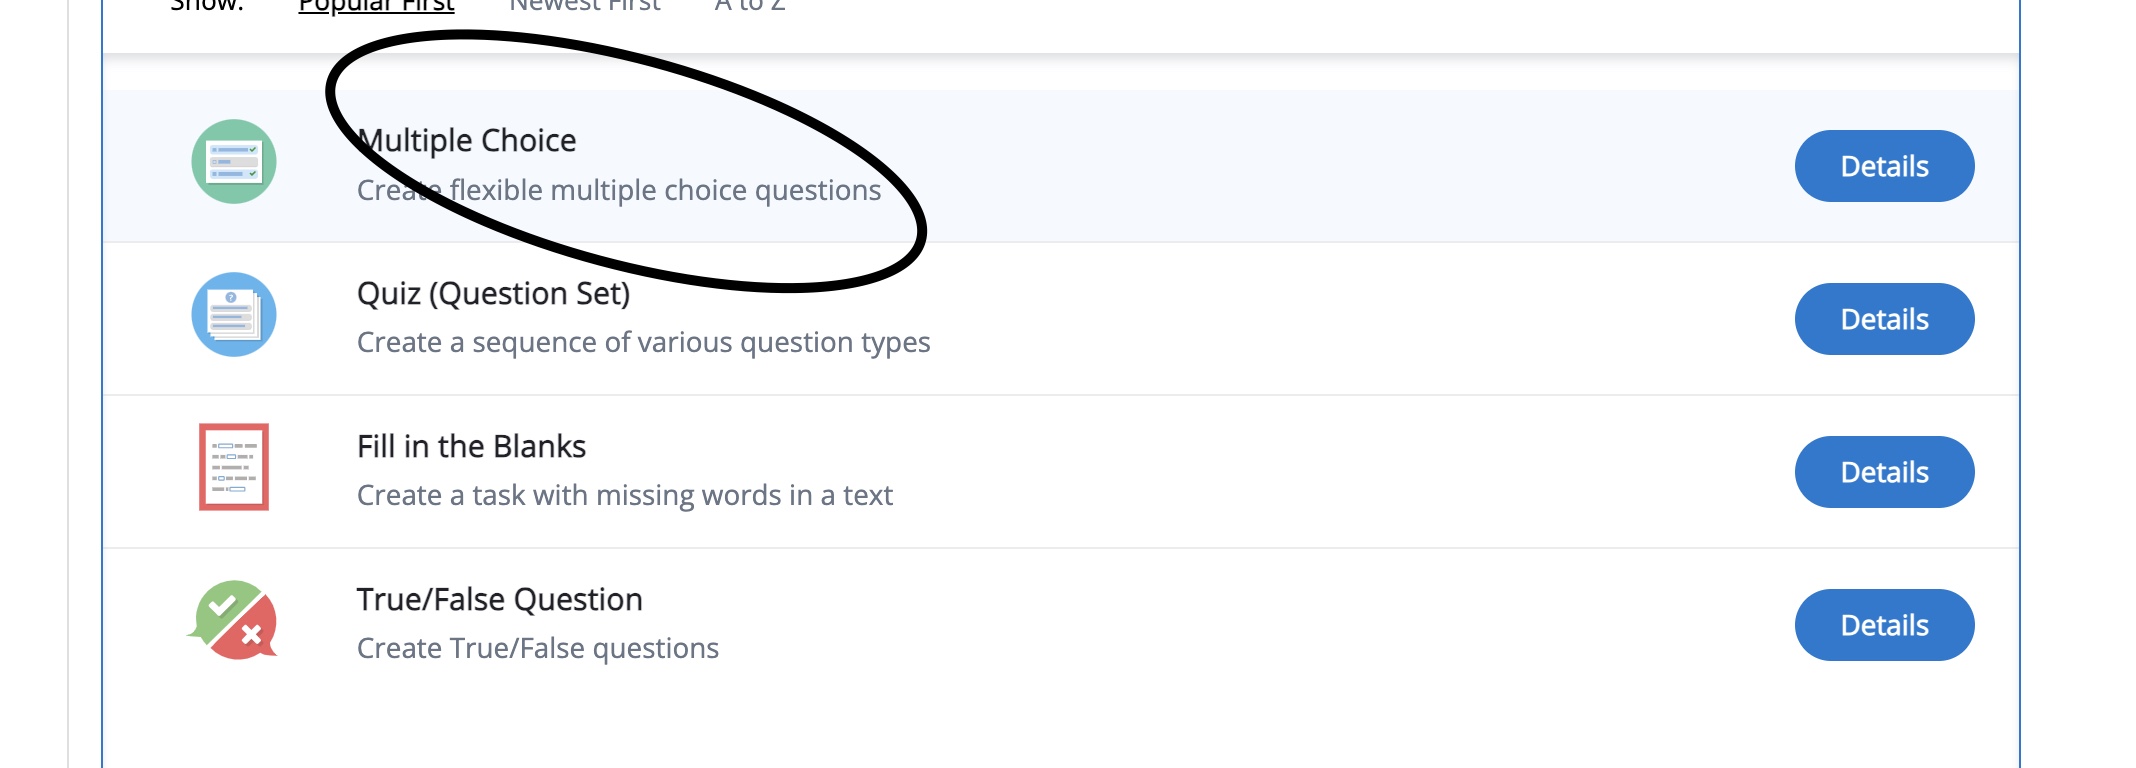 Show: Popular First Newest First A to Z
Multiple Choice
Create flexible multiple choice questions
Details
Quiz (Question Set)
Create a sequence of various question types
Details
Fill in the Blanks
Create a task with missing words in a text
Details
True/False Question
Create True/False questions
Details